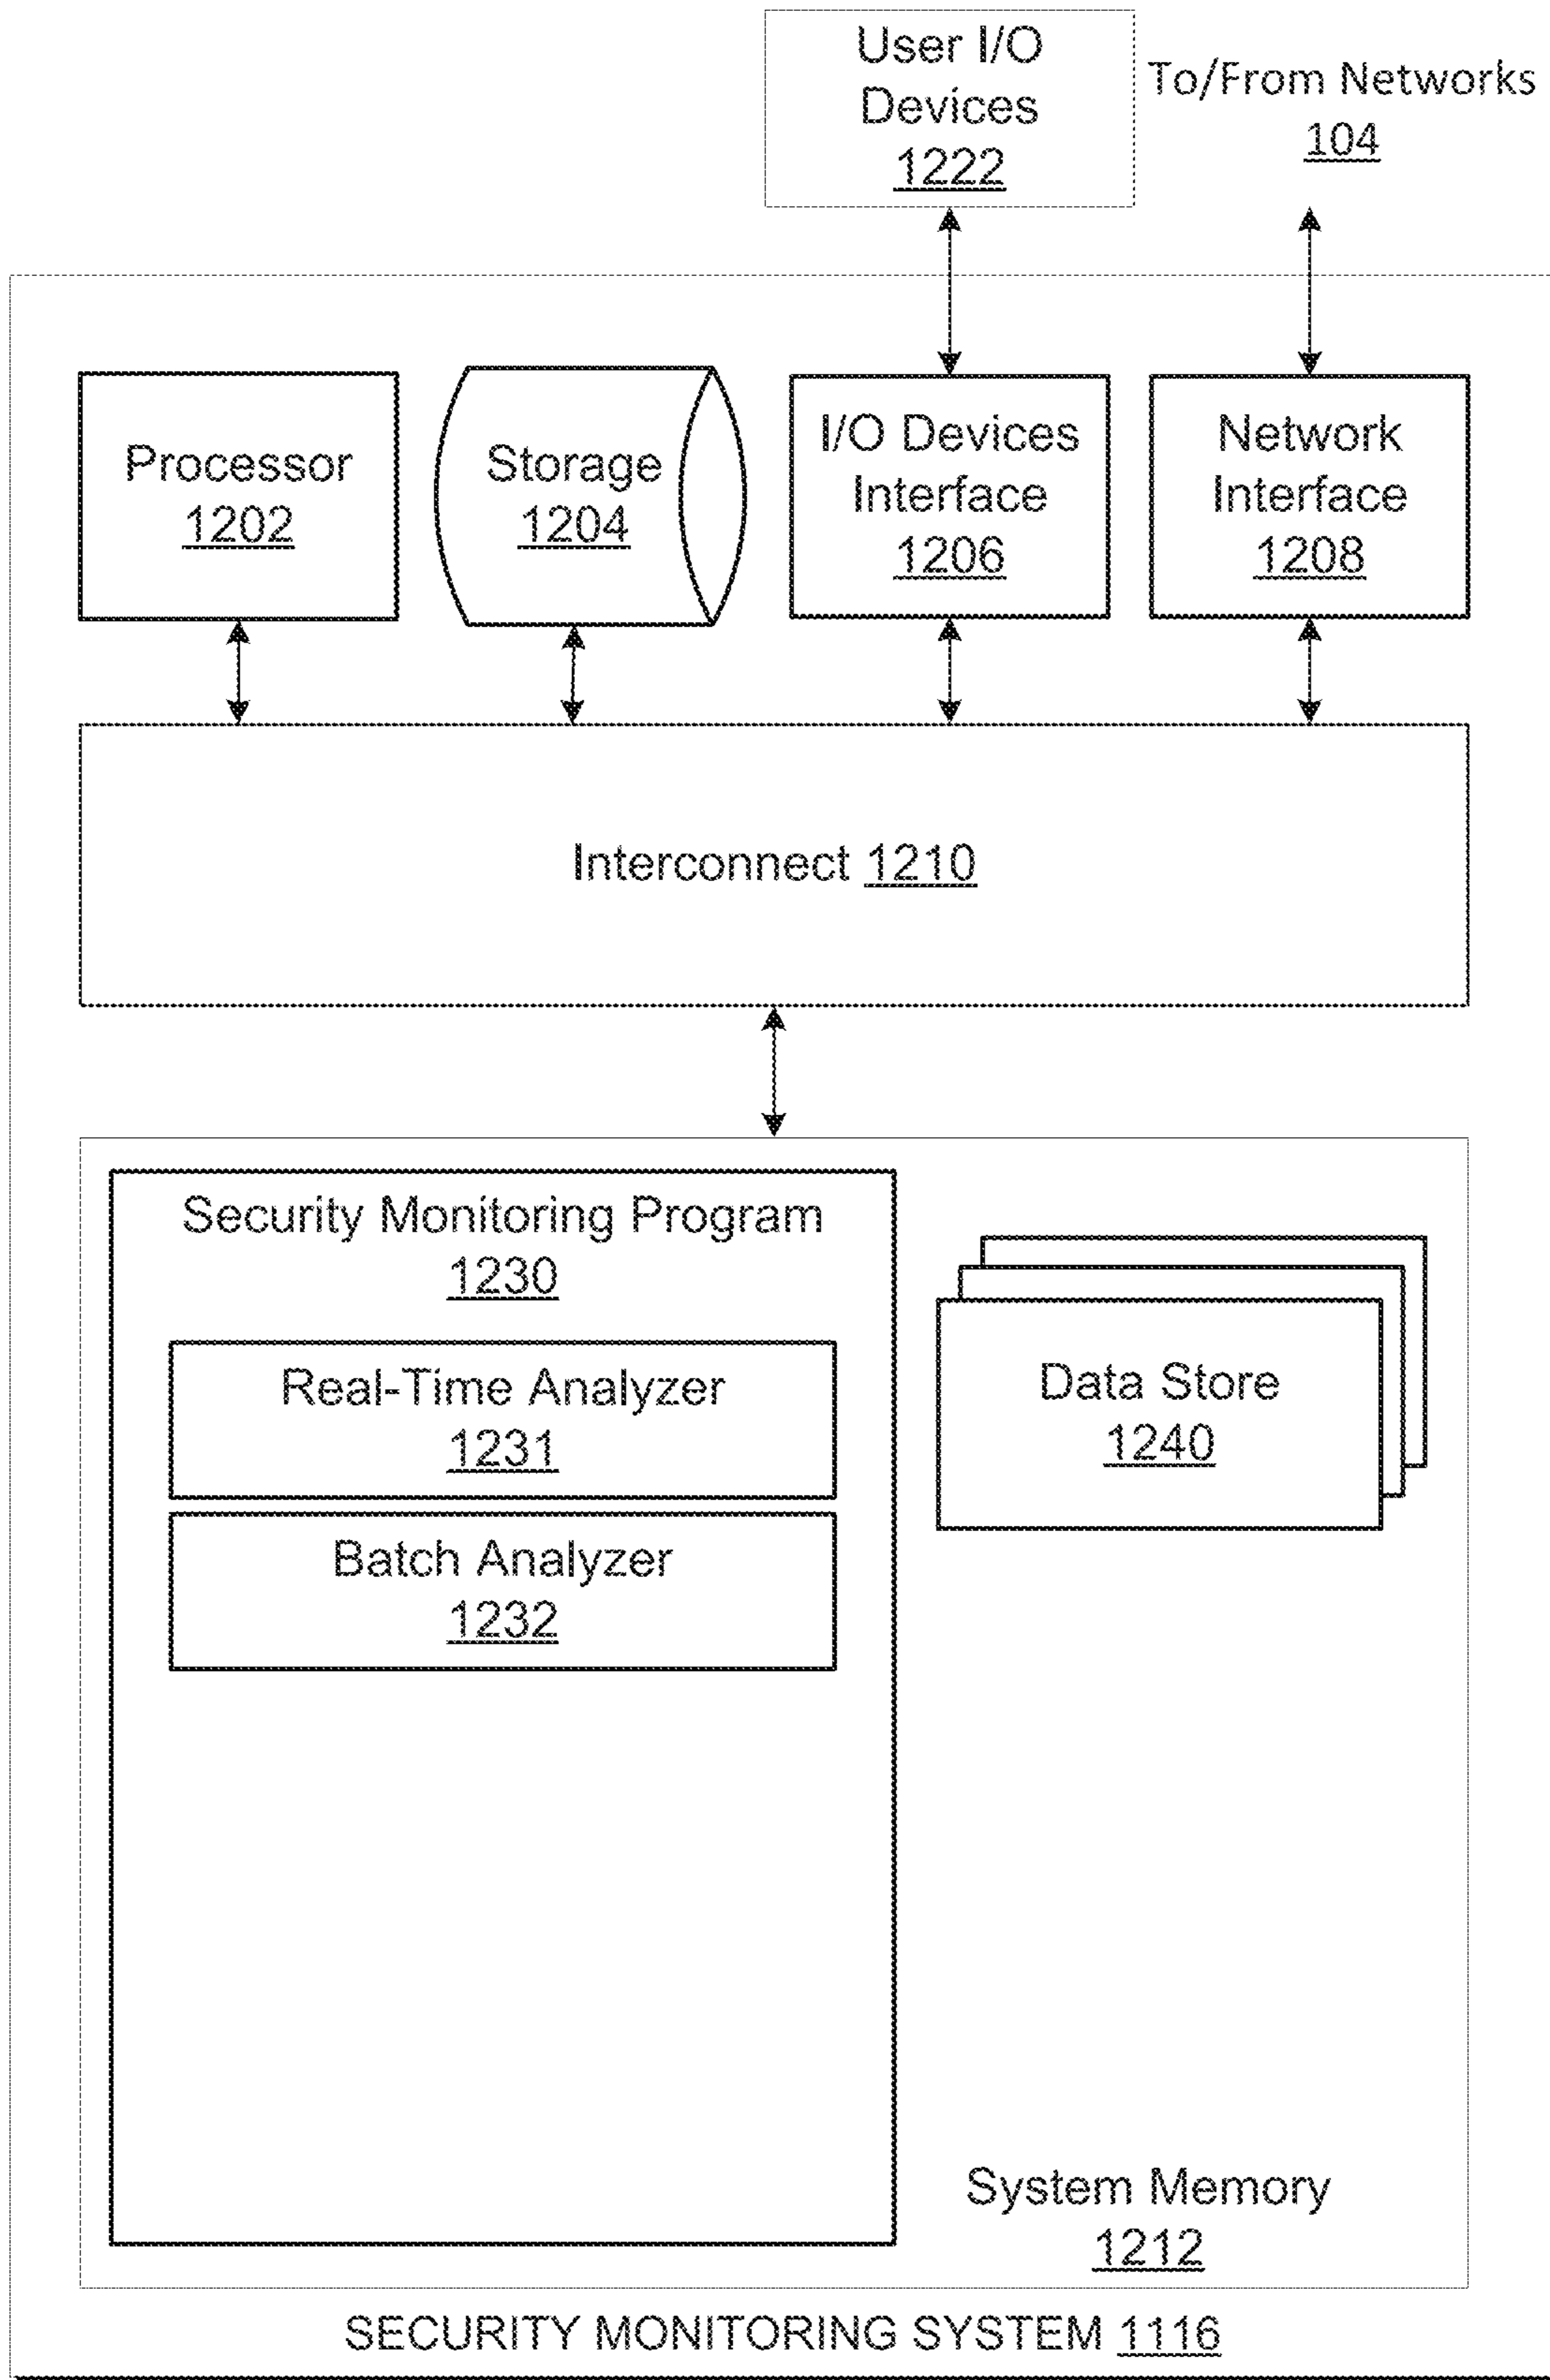 User I/O
Devices
1222
To/From Networks
104
Processor
1202
Storage
1204
I/O Devices
Interface
1206
Network
Interface
1208
Interconnect 1210
Security Monitoring Program
1230
Real-Time Analyzer
1231
Batch Analyzer
1232
Data Store
1240
System Memory
1212
SECURITY MONITORING SYSTEM 1116